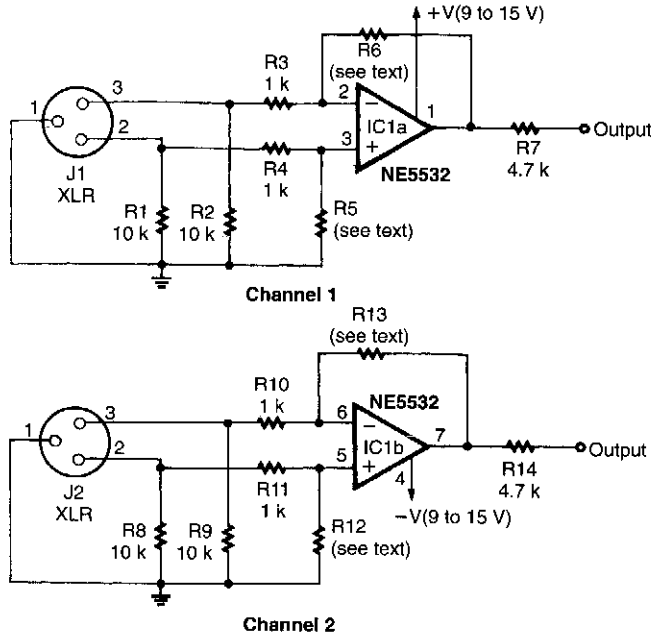 +V(9 to 15 V)
R6
(see text)
R3
1 k
3
2
1
2
IC1a
1
3
Output
R7
4.7 k
R4
1 k
NE5532
J1
XLR
R1
10 k
R2
10 k
R5
(see text)
Channel 1
R13
(see text)
R10
1 k
NE5532
3
6
7
1
2
IC1b
5
4
Output
R14
4.7 k
R11
1 k
J2
XLR
−V(9 to 15 V)
R8
10 k
R9
10 k
R12
(see text)
Channel 2